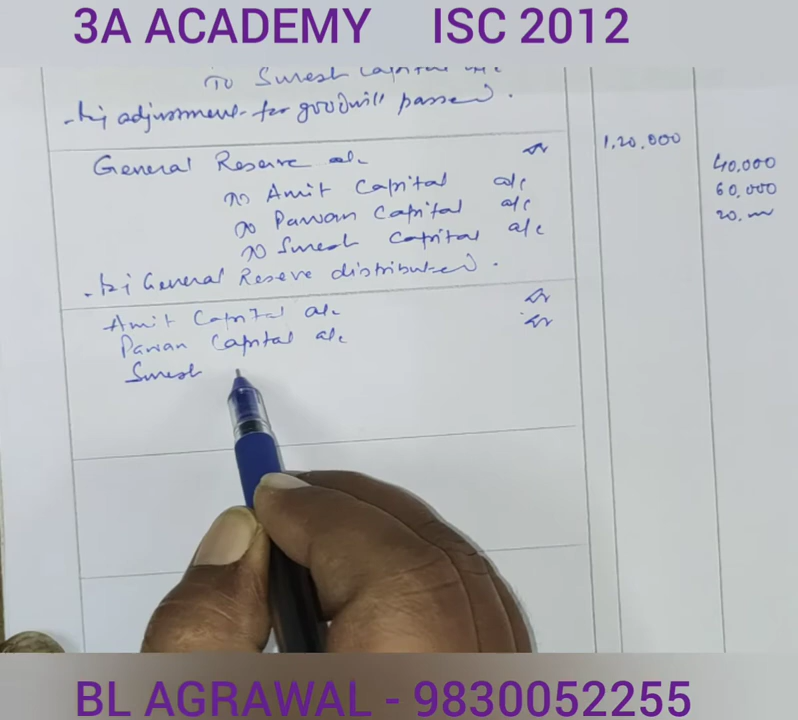 3A ACADEMY ISC 2012
To Suresh Capital a/c
- being adjustment for goodwill passed.
General Reserve a/c Dr 1,20,000
To Amit Capital a/c 40,000
To Pawan Capital a/c 60,000
To Suresh Capital a/c 20,000
General Reserve distributed.
Amit Capital a/c Dr
Pawan Capital a/c Dr
Suresh
BL AGRAWAL - 9830052255